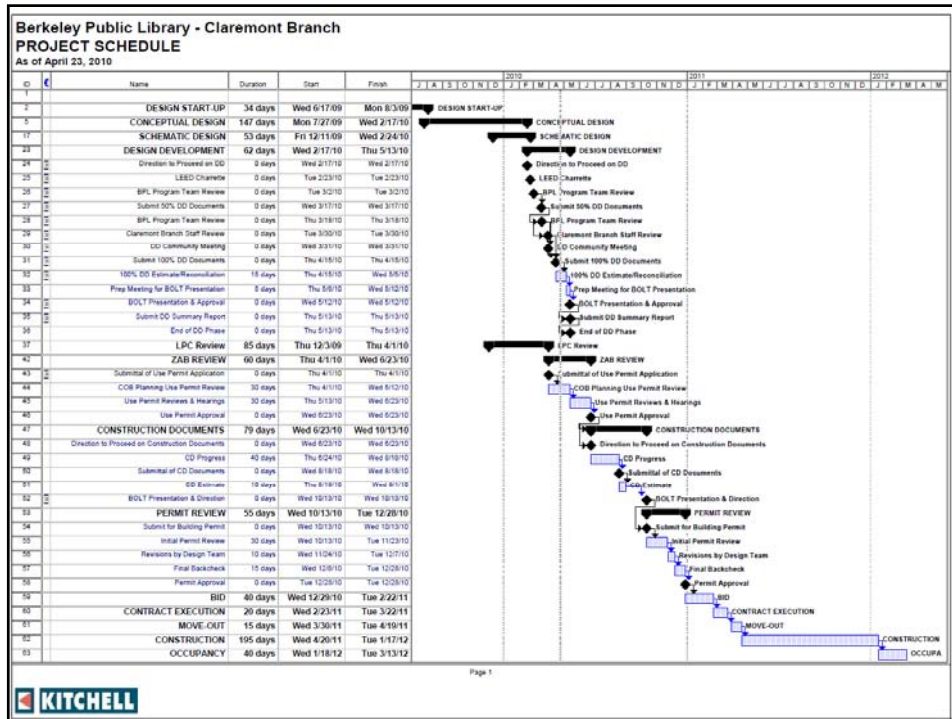 Berkeley Public Library - Claremont Branch
PROJECT SCHEDULE
As of April 23, 2010
2010 2011 2012
ID Name Duration Start Finish J A S O N D J F M A M J J A S O N D J F M A M J J A S O N D J F M A M
1
2 DESIGN START-UP 34 days Wed 6/17/09 Mon 8/3/09 DESIGN START-UP
5 CONCEPTUAL DESIGN 147 days Mon 7/27/09 Wed 2/17/10 CONCEPTUAL DESIGN
17 SCHEMATIC DESIGN 53 days Fri 12/11/09 Wed 2/24/10 SCHEMATIC DESIGN
23 DESIGN DEVELOPMENT 62 days Wed 2/17/10 Thu 5/13/10 DESIGN DEVELOPMENT
24 Direction to Proceed on DD 0 days Wed 2/17/10 Wed 2/17/10 Direction to Proceed on DD
25 LEED Charrette 0 days Tue 2/23/10 Tue 2/23/10 LEED Charrette
26 BPL Program Team Review 0 days Tue 3/2/10 Tue 3/2/10 BPL Program Team Review
27 Submit 50% DD Documents 0 days Wed 3/17/10 Wed 3/17/10 Submit 50% DD Documents
28 BPL Program Team Review 0 days Thu 3/18/10 Thu 3/18/10 BPL Program Team Review
29 Claremont Branch Staff Review 0 days Tue 3/30/10 Tue 3/30/10 Claremont Branch Staff Review
30 DD Community Meeting 0 days Wed 3/31/10 Wed 3/31/10 DD Community Meeting
31 Submit 100% DD Documents 0 days Thu 4/15/10 Thu 4/15/10 Submit 100% DD Documents
32 100% DD Estimate/Reconciliation 15 days Thu 4/15/10 Wed 5/5/10 100% DD Estimate/Reconciliation
33 Prep Meeting for BOLT Presentation 5 days Thu 5/6/10 Wed 5/12/10 Prep Meeting for BOLT Presentation
34 BOLT Presentation & Approval 0 days Wed 5/12/10 Wed 5/12/10 BOLT Presentation & Approval
35 Submit DD Summary Report 0 days Thu 5/13/10 Thu 5/13/10 Submit DD Summary Report
36 End of DD Phase 0 days Thu 5/13/10 Thu 5/13/10 End of DD Phase
37 LPC Review 85 days Thu 12/3/09 Thu 4/1/10 LPC Review
42 ZAB REVIEW 60 days Thu 4/1/10 Wed 6/23/10 ZAB REVIEW
43 Submittal of Use Permit Application 0 days Thu 4/1/10 Thu 4/1/10 Submittal of Use Permit Application
44 COB Planning Use Permit Review 30 days Thu 4/1/10 Wed 5/12/10 COB Planning Use Permit Review
45 Use Permit Reviews & Hearings 30 days Thu 5/13/10 Wed 6/23/10 Use Permit Reviews & Hearings
46 Use Permit Approval 0 days Wed 6/23/10 Wed 6/23/10 Use Permit Approval
47 CONSTRUCTION DOCUMENTS 79 days Wed 6/23/10 Wed 10/13/10 CONSTRUCTION DOCUMENTS
48 Direction to Proceed on Construction Documents 0 days Wed 6/23/10 Wed 6/23/10 Direction to Proceed on Construction Documents
49 CD Progress 40 days Thu 6/24/10 Wed 8/18/10 CD Progress
50 Submittal of CD Documents 0 days Wed 8/18/10 Wed 8/18/10 Submittal of CD Documents
51 CD Estimate 10 days Thu 8/19/10 Wed 9/1/10 CD Estimate
52 BOLT Presentation & Direction 0 days Wed 10/13/10 Wed 10/13/10 BOLT Presentation & Direction
53 PERMIT REVIEW 55 days Wed 10/13/10 Tue 12/28/10 PERMIT REVIEW
54 Submit for Building Permit 0 days Wed 10/13/10 Wed 10/13/10 Submit for Building Permit
55 Initial Permit Review 30 days Wed 10/13/10 Tue 11/23/10 Initial Permit Review
56 Revisions by Design Team 10 days Wed 11/24/10 Tue 12/7/10 Revisions by Design Team
57 Final Backcheck 15 days Wed 12/8/10 Tue 12/28/10 Final Backcheck
58 Permit Approval 0 days Tue 12/28/10 Tue 12/28/10 Permit Approval
59 BID 40 days Wed 12/29/10 Tue 2/22/11 BID
60 CONTRACT EXECUTION 20 days Wed 2/23/11 Tue 3/22/11 CONTRACT EXECUTION
61 MOVE-OUT 15 days Wed 3/30/11 Tue 4/19/11 MOVE-OUT
62 CONSTRUCTION 195 days Wed 4/20/11 Tue 1/17/12 CONSTRUCTION
63 OCCUPANCY 40 days Wed 1/18/12 Tue 3/13/12 OCCUPA
Page 1
KITCHELL